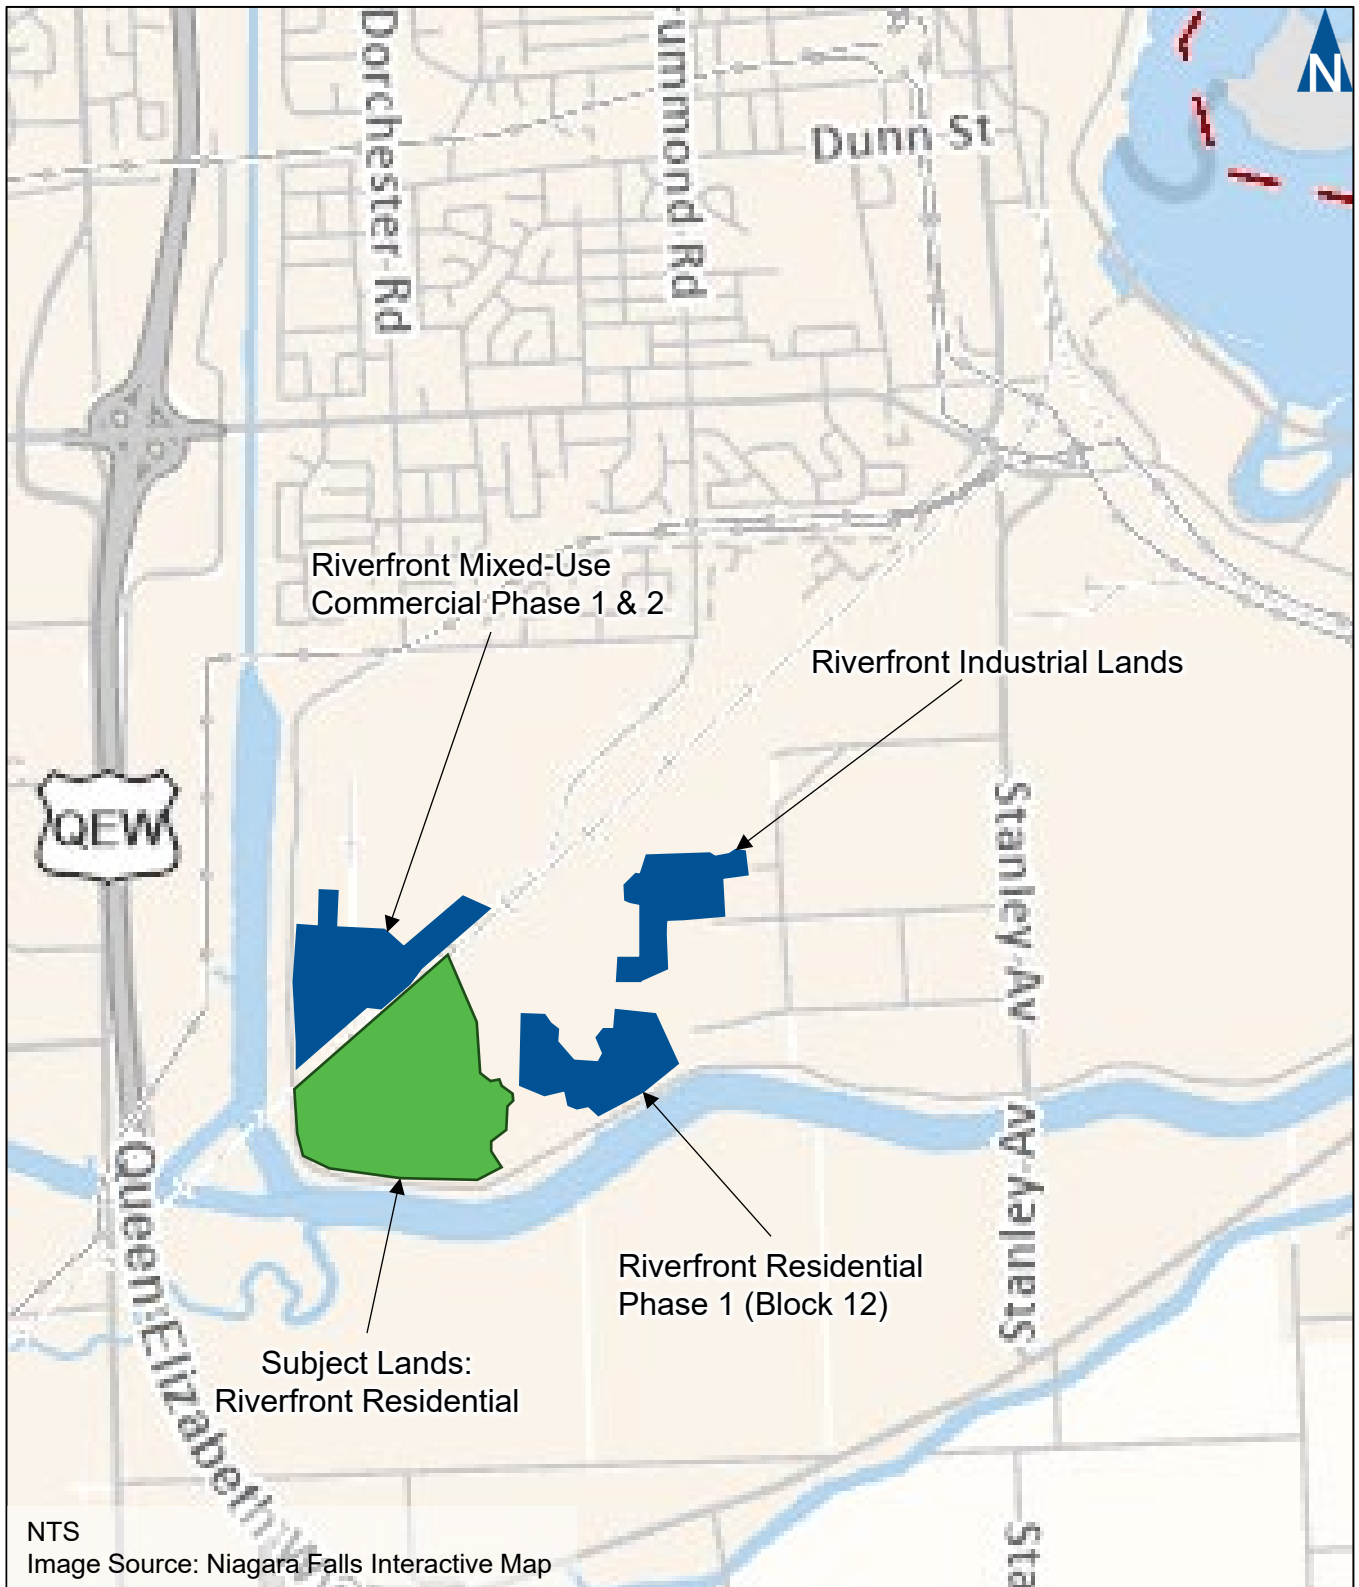 N
Dorchester Rd
ummond Rd
Dunn St
Riverfront Mixed-Use
Commercial Phase 1 & 2
Riverfront Industrial Lands
QEW
Stanley Av
Stanley Av
Queen Elizabeth W
Riverfront Residential
Phase 1 (Block 12)
Subject Lands:
Riverfront Residential
Sta
NTS
Image Source: Niagara Falls Interactive Map